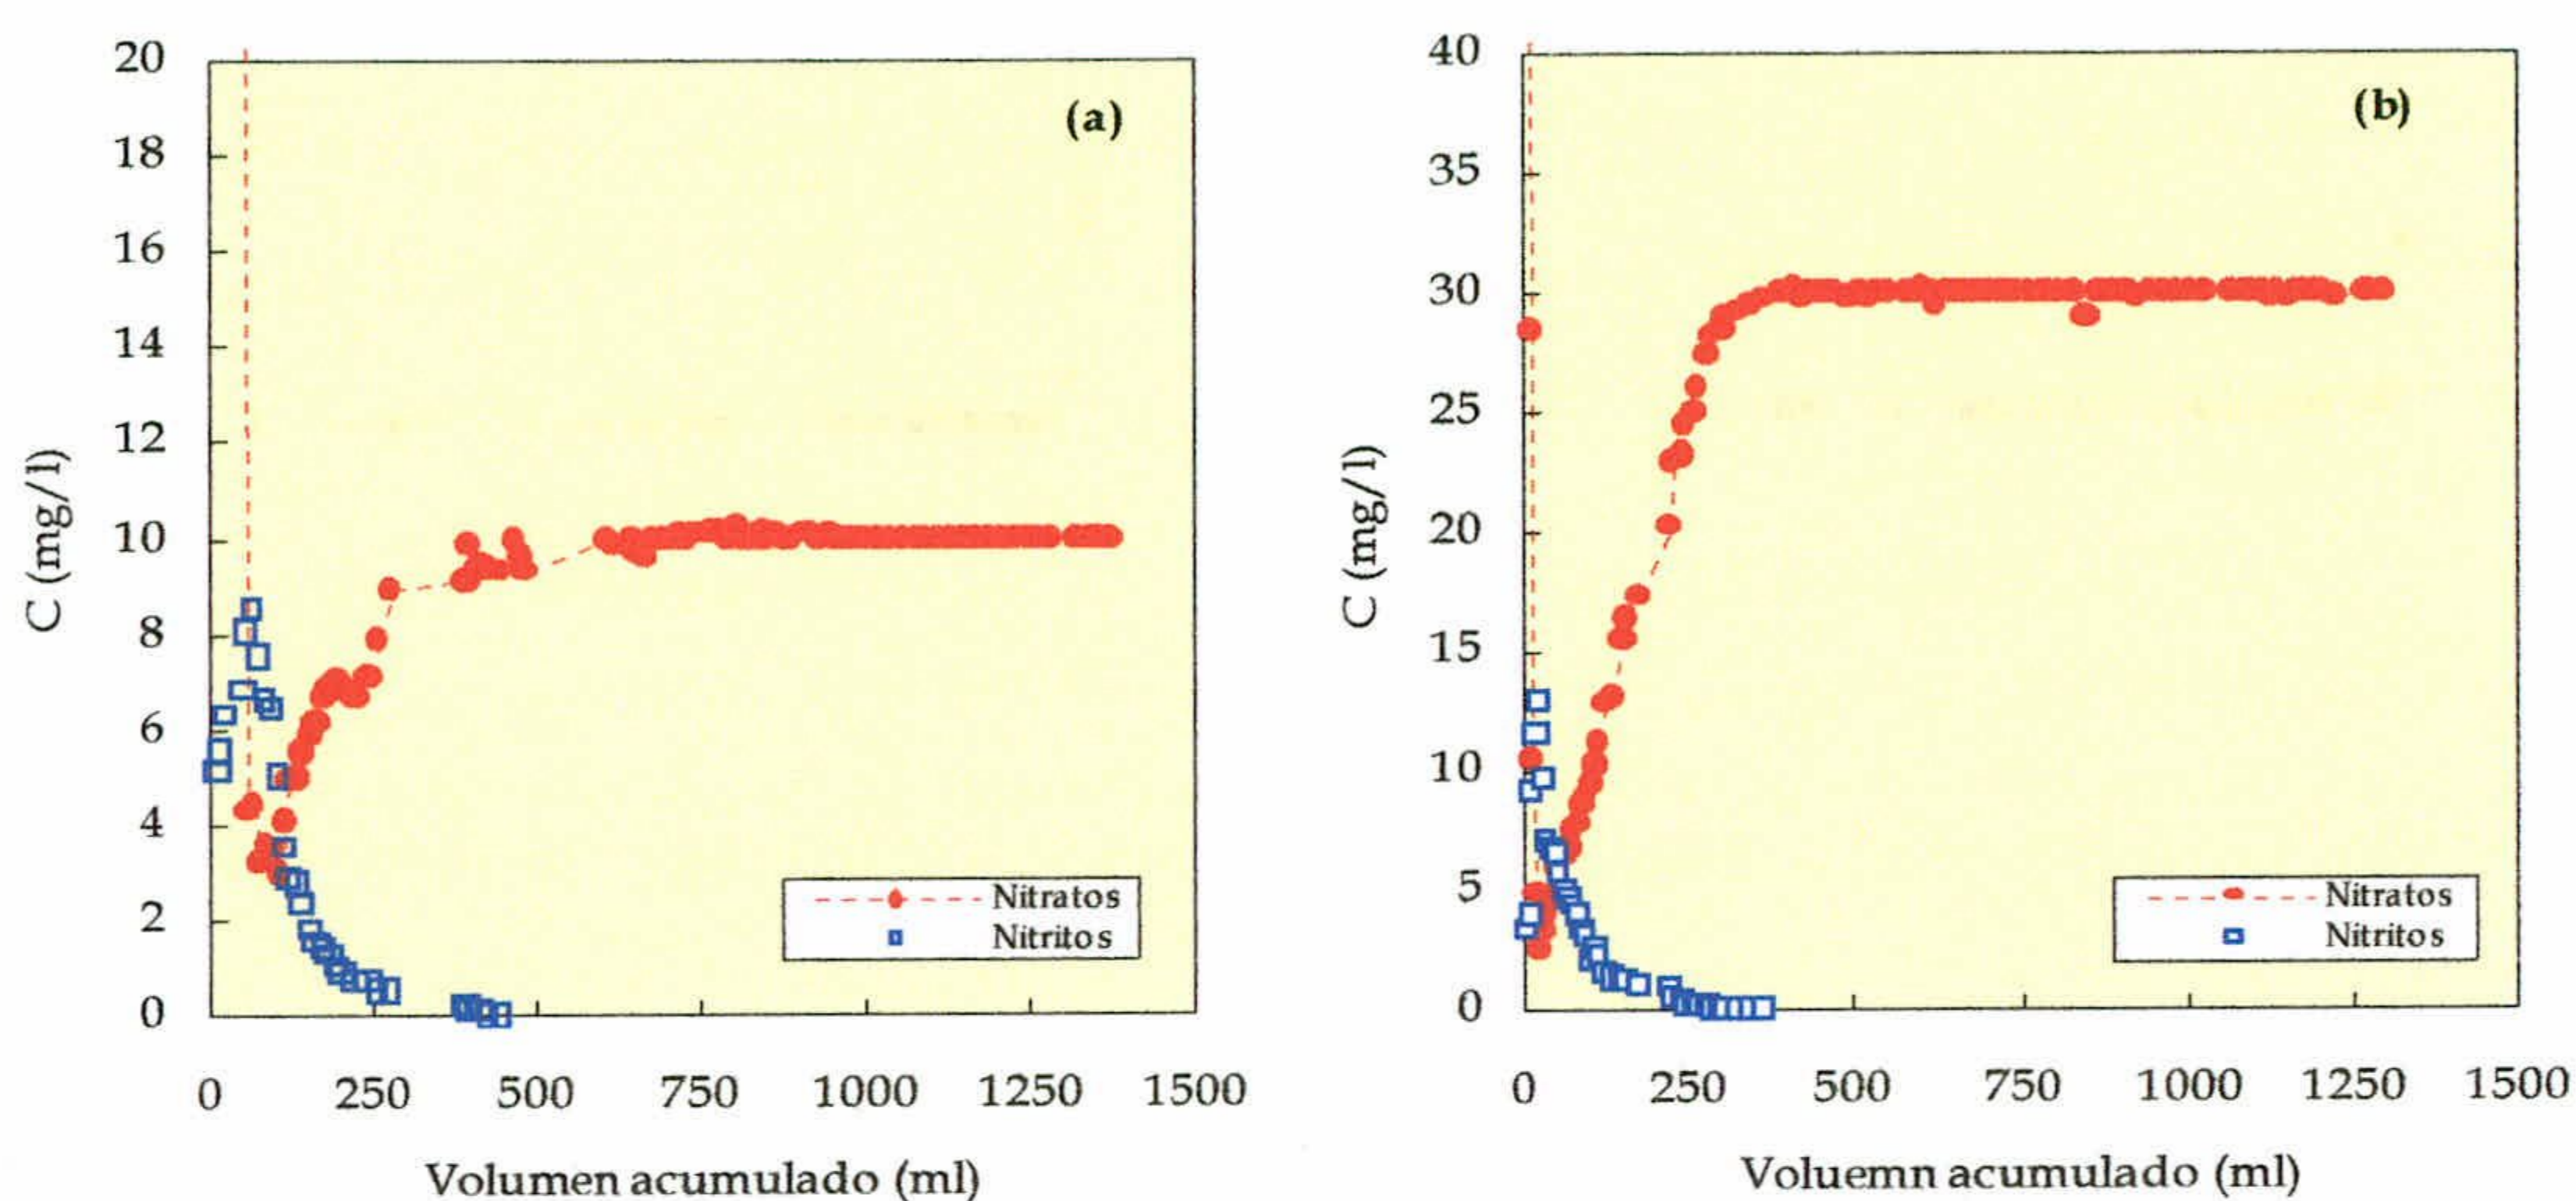 20
18
16
14
12
10
8
6
4
2
0
C (mg/l)
(a)
Nitratos
Nitritos
0 250 500 750 1000 1250 1500
Volumen acumulado (ml)
40
35
30
25
20
15
10
5
0
C (mg/l)
(b)
Nitratos
Nitritos
0 250 500 750 1000 1250 1500
Voluemn acumulado (ml)